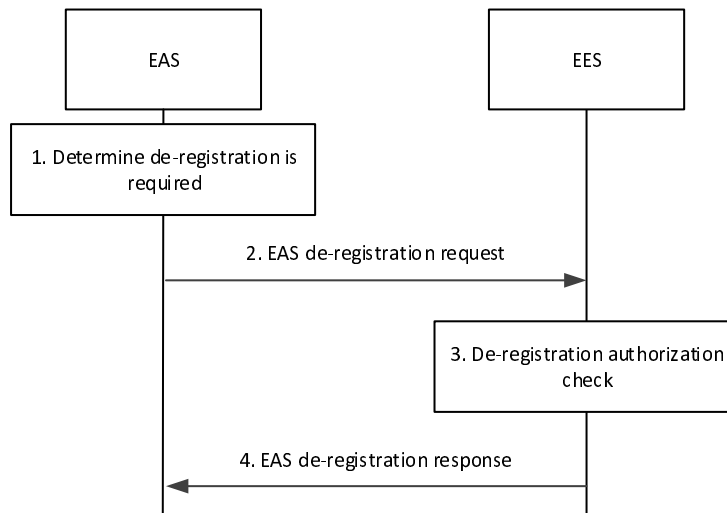 EAS
EES
1. Determine de-registration is
required
2. EAS de-registration request
3. De-registration authorization
check
4. EAS de-registration response